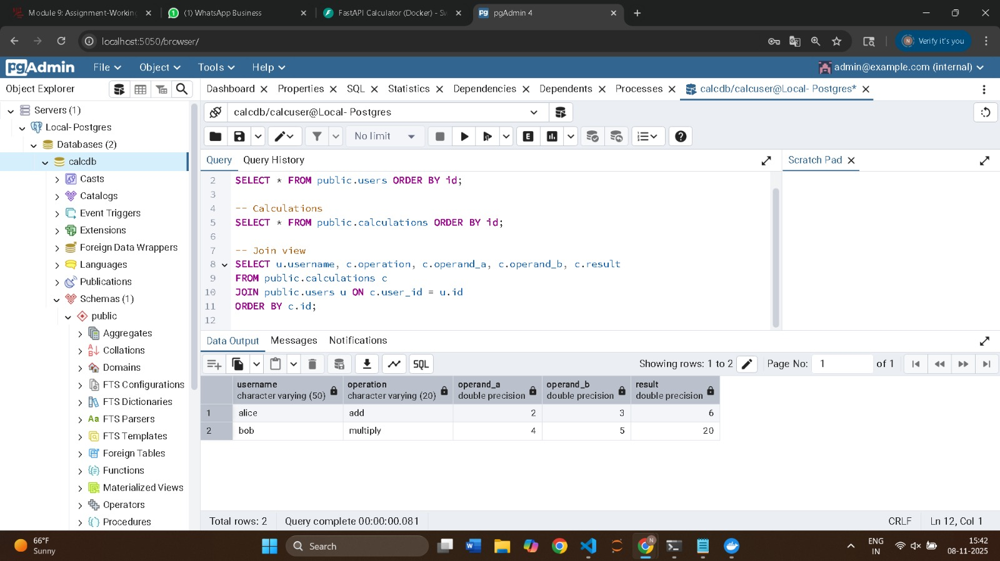 Module 9: Assignment-Working
(1) WhatsApp Business
FastAPI Calculator (Docker) - Sw
pgAdmin 4
localhost:5050/browser/
Verify it's you
pgAdmin
File
Object
Tools
Help
admin@example.com (internal)
Object Explorer
Dashboard
Properties
SQL
Statistics
Dependencies
Dependents
Processes
calcdb/calcuser@Local- Postgres*
Servers (1)
Local- Postgres
Databases (2)
calcdb
Casts
Catalogs
Event Triggers
Extensions
Foreign Data Wrappers
Languages
Publications
Schemas (1)
public
Aggregates
Collations
Domains
FTS Configurations
FTS Dictionaries
Aa FTS Parsers
FTS Templates
Foreign Tables
Functions
Materialized Views
Operators
Procedures
calcdb/calcuser@Local- Postgres
No limit
E
Query
Query History
Scratch Pad
2 SELECT * FROM public.users ORDER BY id;
3
4 -- Calculations
5 SELECT * FROM public.calculations ORDER BY id;
6
7 -- Join view
8 SELECT u.username, c.operation, c.operand_a, c.operand_b, c.result
9 FROM public.calculations c
10 JOIN public.users u ON c.user_id = u.id
11 ORDER BY c.id;
12
Data Output
Messages
Notifications
SQL
Showing rows: 1 to 2
Page No:
1
of 1
username operation operand_a operand_b result
character varying (50) character varying (20) double precision double precision double precision
1 alice add 2 3 6
2 bob multiply 4 5 20
Total rows: 2
Query complete 00:00:00.081
CRLF
Ln 12, Col 1
66°F
Sunny
Search
ENG
IN
15:42
08-11-2025